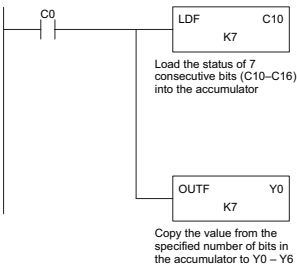 C0
LDF C10
K7
Load the status of 7
consecutive bits (C10–C16)
into the accumulator
OUTF Y0
K7
Copy the value from the
specified number of bits in
the accumulator to Y0 – Y6